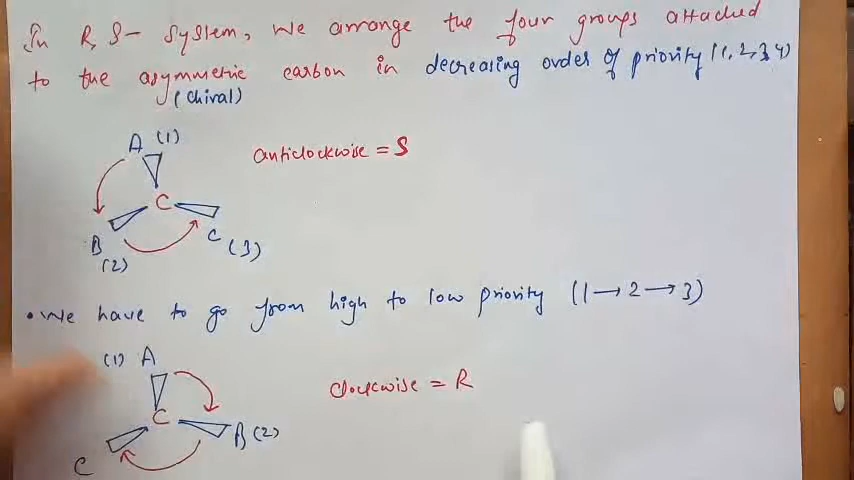 In R, S- System, we arrange the four groups attached
to the asymmetric carbon in decreasing order of priority (1, 2, 3, 4)
(chiral)
A (1)
anticlockwise = S
C
B
C (3)
(2)
• We have to go from high to low priority (1 → 2 → 3)
(1) A
clockwise = R
C
B (2)
C